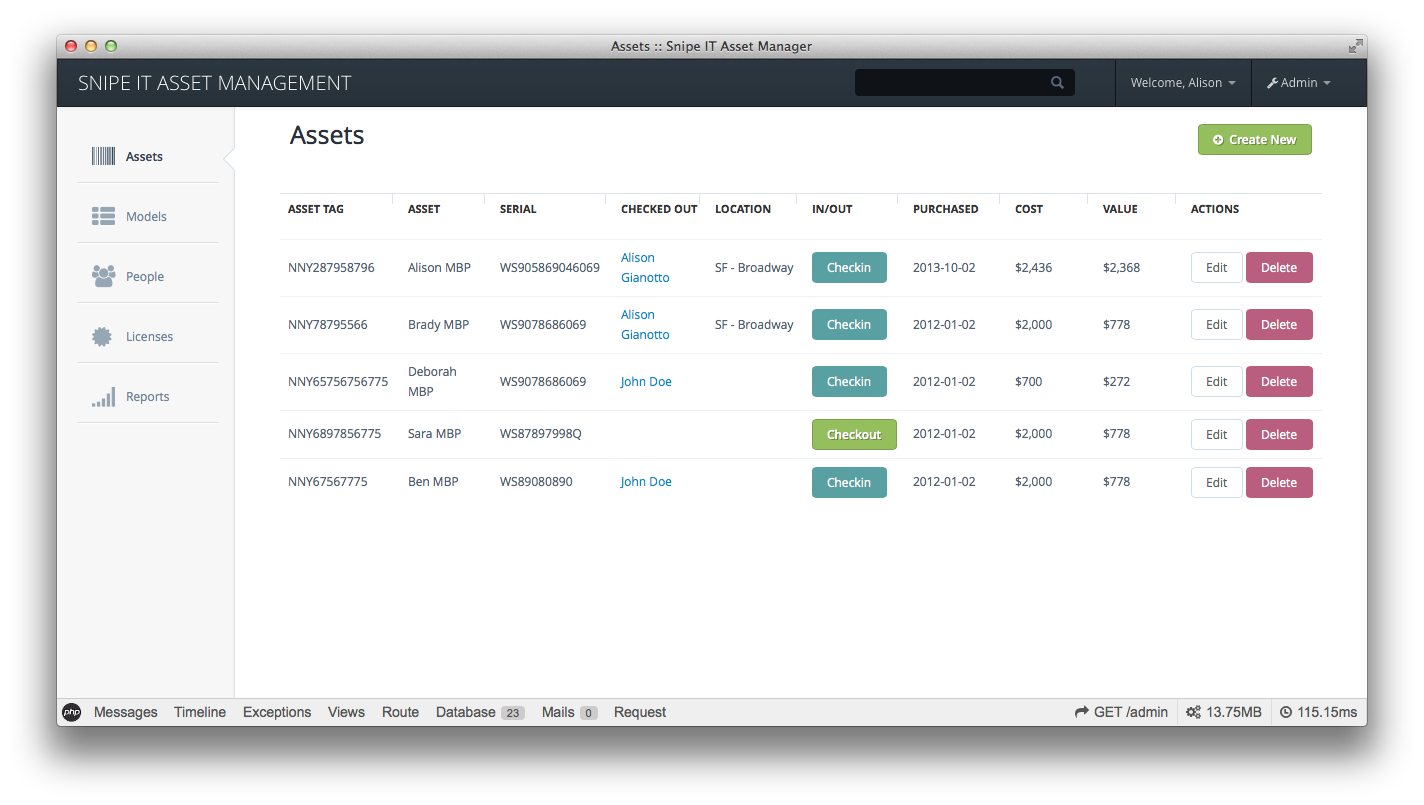 Assets :: Snipe IT Asset Manager
SNIPE IT ASSET MANAGEMENT Welcome, Alison Admin
Assets
Models
People
Licenses
Reports
Assets Create New
ASSET TAG ASSET SERIAL CHECKED OUT LOCATION IN/OUT PURCHASED COST VALUE ACTIONS
NNY287958796 Alison MBP WS905869046069 Alison Gianotto SF - Broadway Checkin 2013-10-02 $2,436 $2,368 Edit Delete
NNY78795566 Brady MBP WS9078686069 Alison Gianotto SF - Broadway Checkin 2012-01-02 $2,000 $778 Edit Delete
NNY65756756775 Deborah MBP WS9078686069 John Doe Checkin 2012-01-02 $700 $272 Edit Delete
NNY6897856775 Sara MBP WS87897998Q Checkout 2012-01-02 $2,000 $778 Edit Delete
NNY67567775 Ben MBP WS89080890 John Doe Checkin 2012-01-02 $2,000 $778 Edit Delete
php Messages Timeline Exceptions Views Route Database 23 Mails 0 Request GET /admin 13.75MB 115.15ms